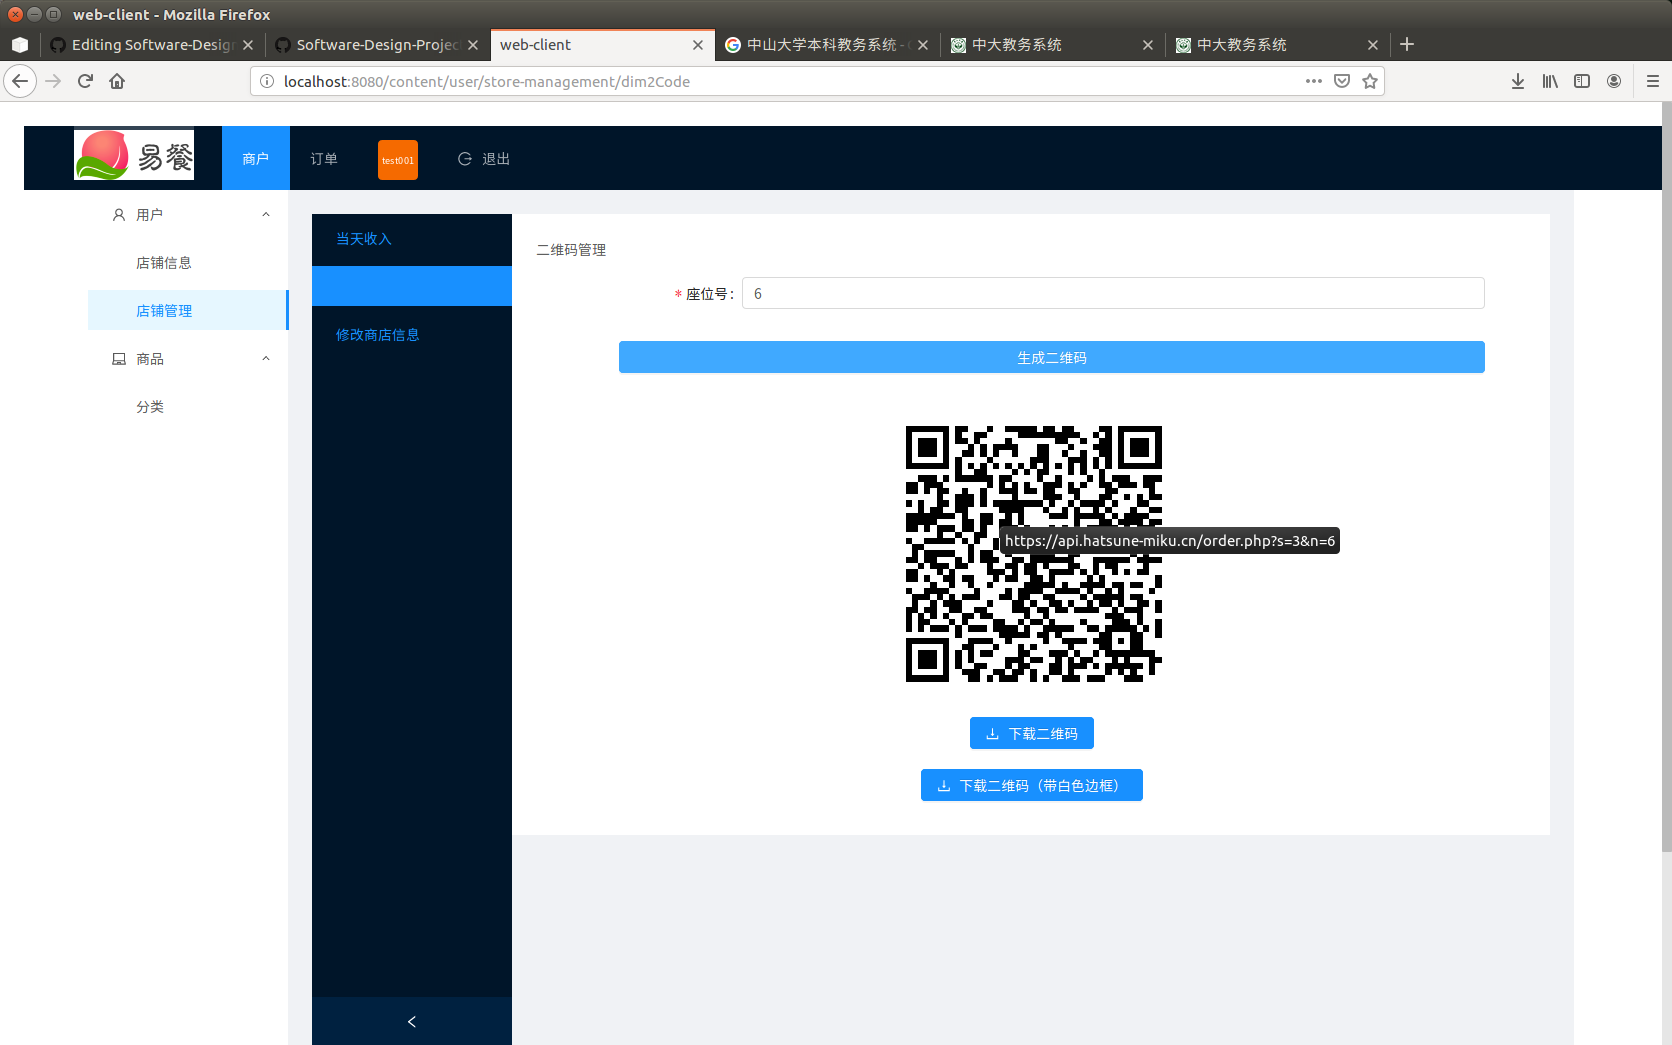 web-client - Mozilla Firefox
Editing Software-Desig
Software-Design-Projec
web-client
中山大学本科教务系统 -
中大教务系统
中大教务系统
localhost:8080/content/user/store-management/dim2Code
易餐
商户
订单
test001
退出
用户
店铺信息
店铺管理
商品
分类
当天收入
修改商店信息
二维码管理
* 座位号:
6
生成二维码
https://api.hatsune-miku.cn/order.php?s=3&n=6
下载二维码
下载二维码（带白色边框）